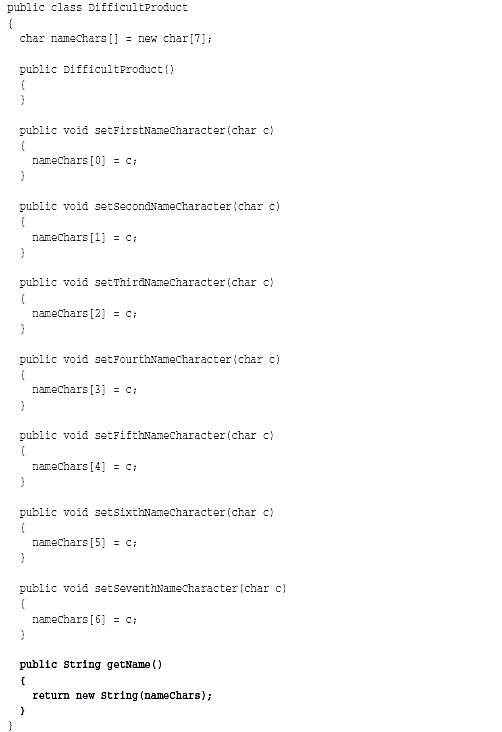 public class DifficultProduct
{
  char nameChars[] = new char[7];

  public DifficultProduct()
  {
  }

  public void setFirstNameCharacter(char c)
  {
    nameChars[0] = c;
  }

  public void setSecondNameCharacter(char c)
  {
    nameChars[1] = c;
  }

  public void setThirdNameCharacter(char c)
  {
    nameChars[2] = c;
  }

  public void setFourthNameCharacter(char c)
  {
    nameChars[3] = c;
  }

  public void setFifthNameCharacter(char c)
  {
    nameChars[4] = c;
  }

  public void setSixthNameCharacter(char c)
  {
    nameChars[5] = c;
  }

  public void setSeventhNameCharacter(char c)
  {
    nameChars[6] = c;
  }

  public String getName()
  {
    return new String(nameChars);
  }
}